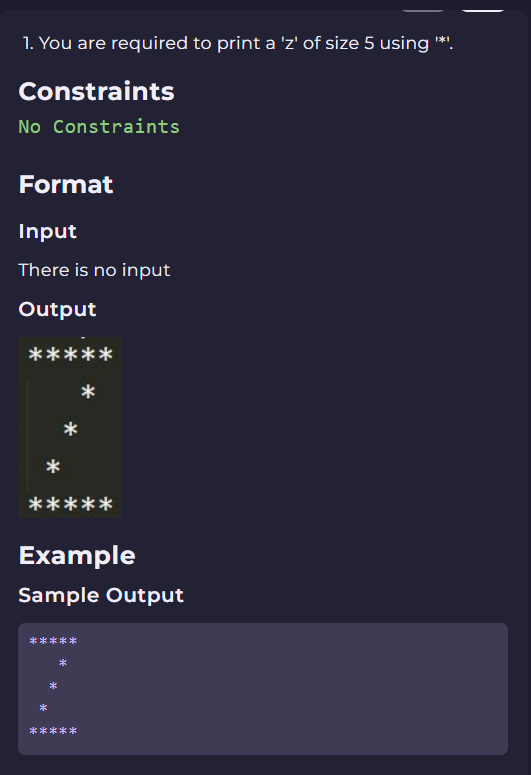 1. You are required to print a 'z' of size 5 using '*'.
Constraints
No Constraints
Format
Input
There is no input
Output
*****
   *
  *
 *
*****
Example
Sample Output
*****
   *
  *
 *
*****